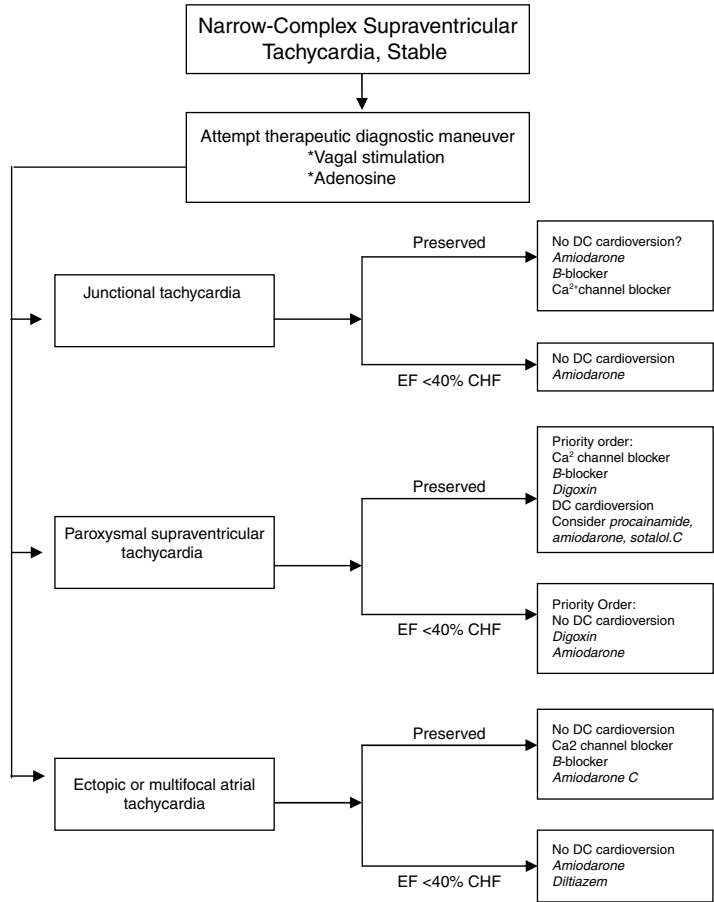 Narrow-Complex Supraventricular
Tachycardia, Stable
Attempt therapeutic diagnostic maneuver
*Vagal stimulation
*Adenosine
Junctional tachycardia
Preserved
No DC cardioversion?
Amiodarone
B-blocker
Ca²⁺channel blocker
EF <40% CHF
No DC cardioversion
Amiodarone
Paroxysmal supraventricular
tachycardia
Preserved
Priority order:
Ca² channel blocker
B-blocker
Digoxin
DC cardioversion
Consider procainamide,
amiodarone, sotalol.C
EF <40% CHF
Priority Order:
No DC cardioversion
Digoxin
Amiodarone
Ectopic or multifocal atrial
tachycardia
Preserved
No DC cardioversion
Ca2 channel blocker
B-blocker
Amiodarone C
EF <40% CHF
No DC cardioversion
Amiodarone
Diltiazem